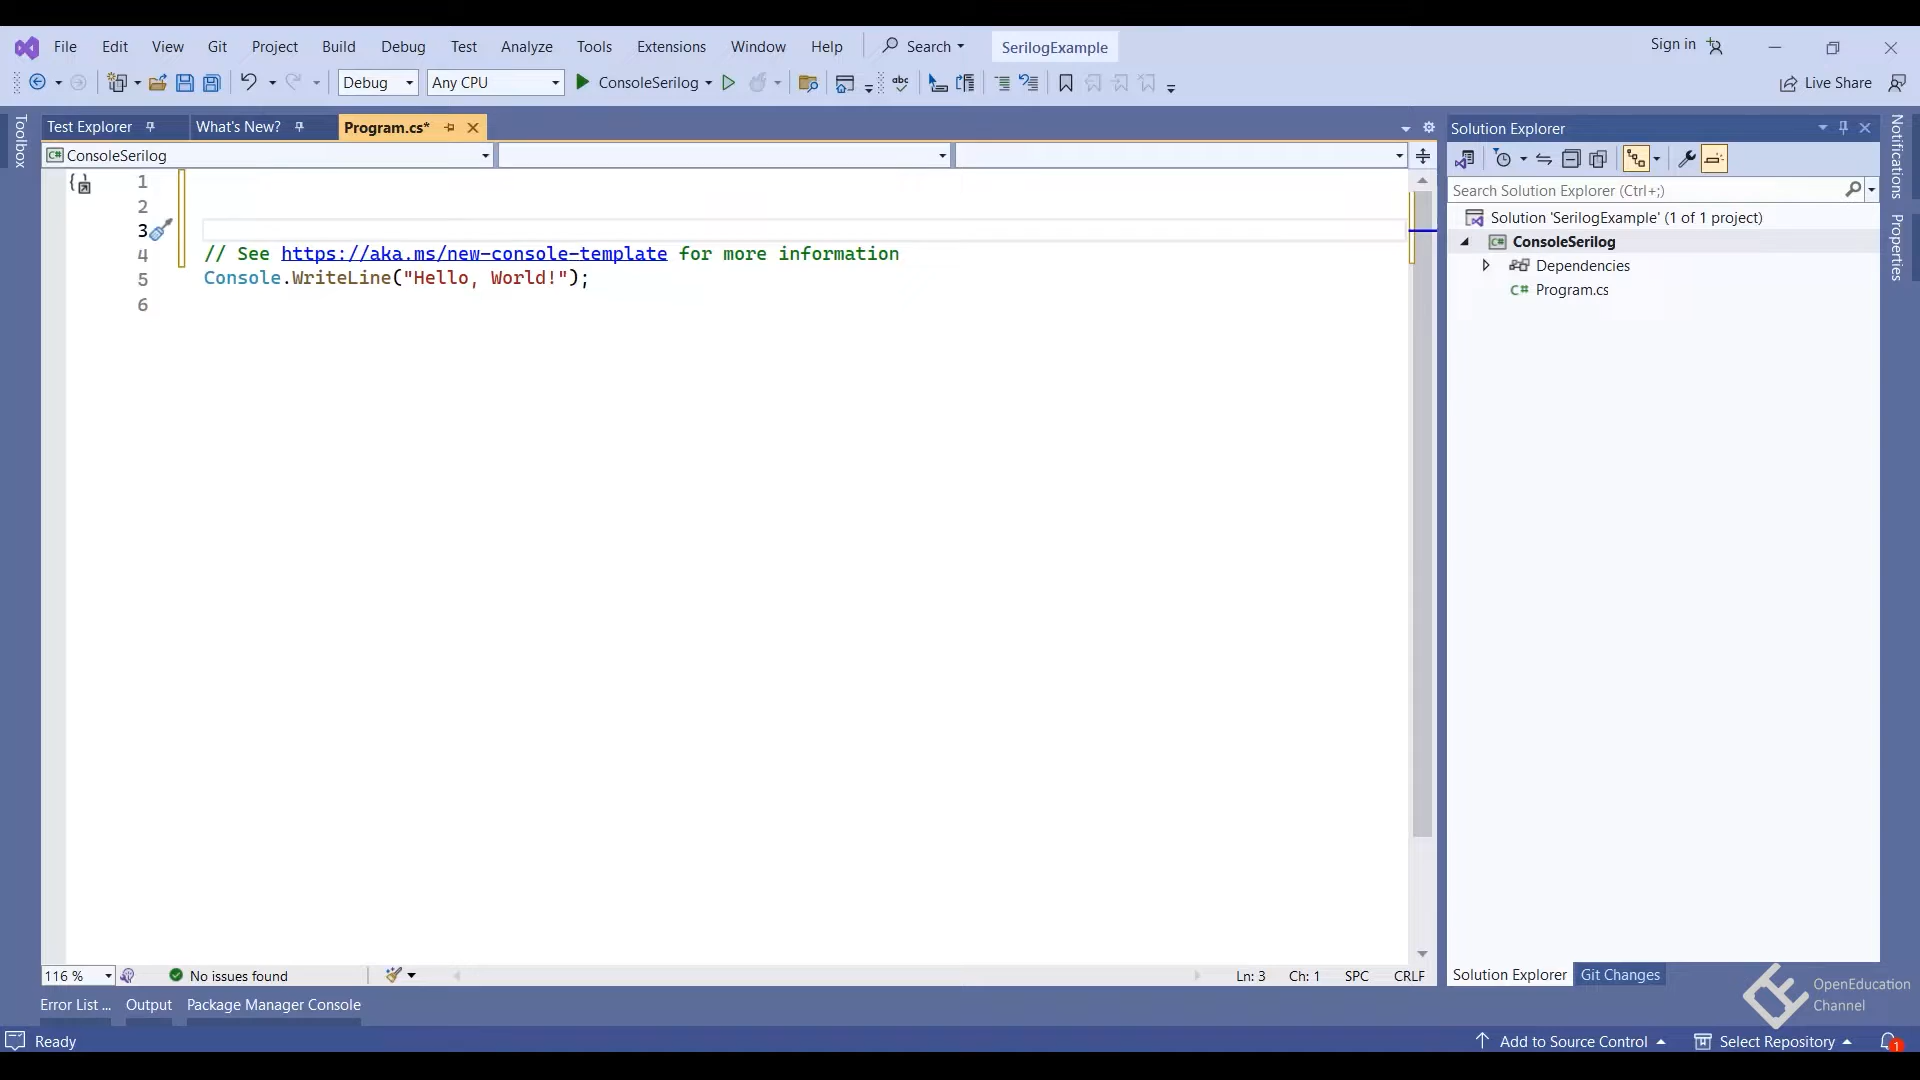 File Edit View Git Project Build Debug Test Analyze Tools Extensions Window Help Search SerilogExample Sign in
Debug Any CPU ConsoleSerilog abc Live Share
Toolbox
Test Explorer What's New? Program.cs*
ConsoleSerilog
1
2
3
4 // See https://aka.ms/new-console-template for more information
5 Console.WriteLine("Hello, World!");
6
Solution Explorer
Search Solution Explorer (Ctrl+;)
Solution 'SerilogExample' (1 of 1 project)
C# ConsoleSerilog
Dependencies
C# Program.cs
Notifications
Properties
116 % No issues found Ln: 3 Ch: 1 SPC CRLF
Solution Explorer Git Changes
Error List ... Output Package Manager Console
OpenEducation
Channel
Ready Add to Source Control Select Repository 1